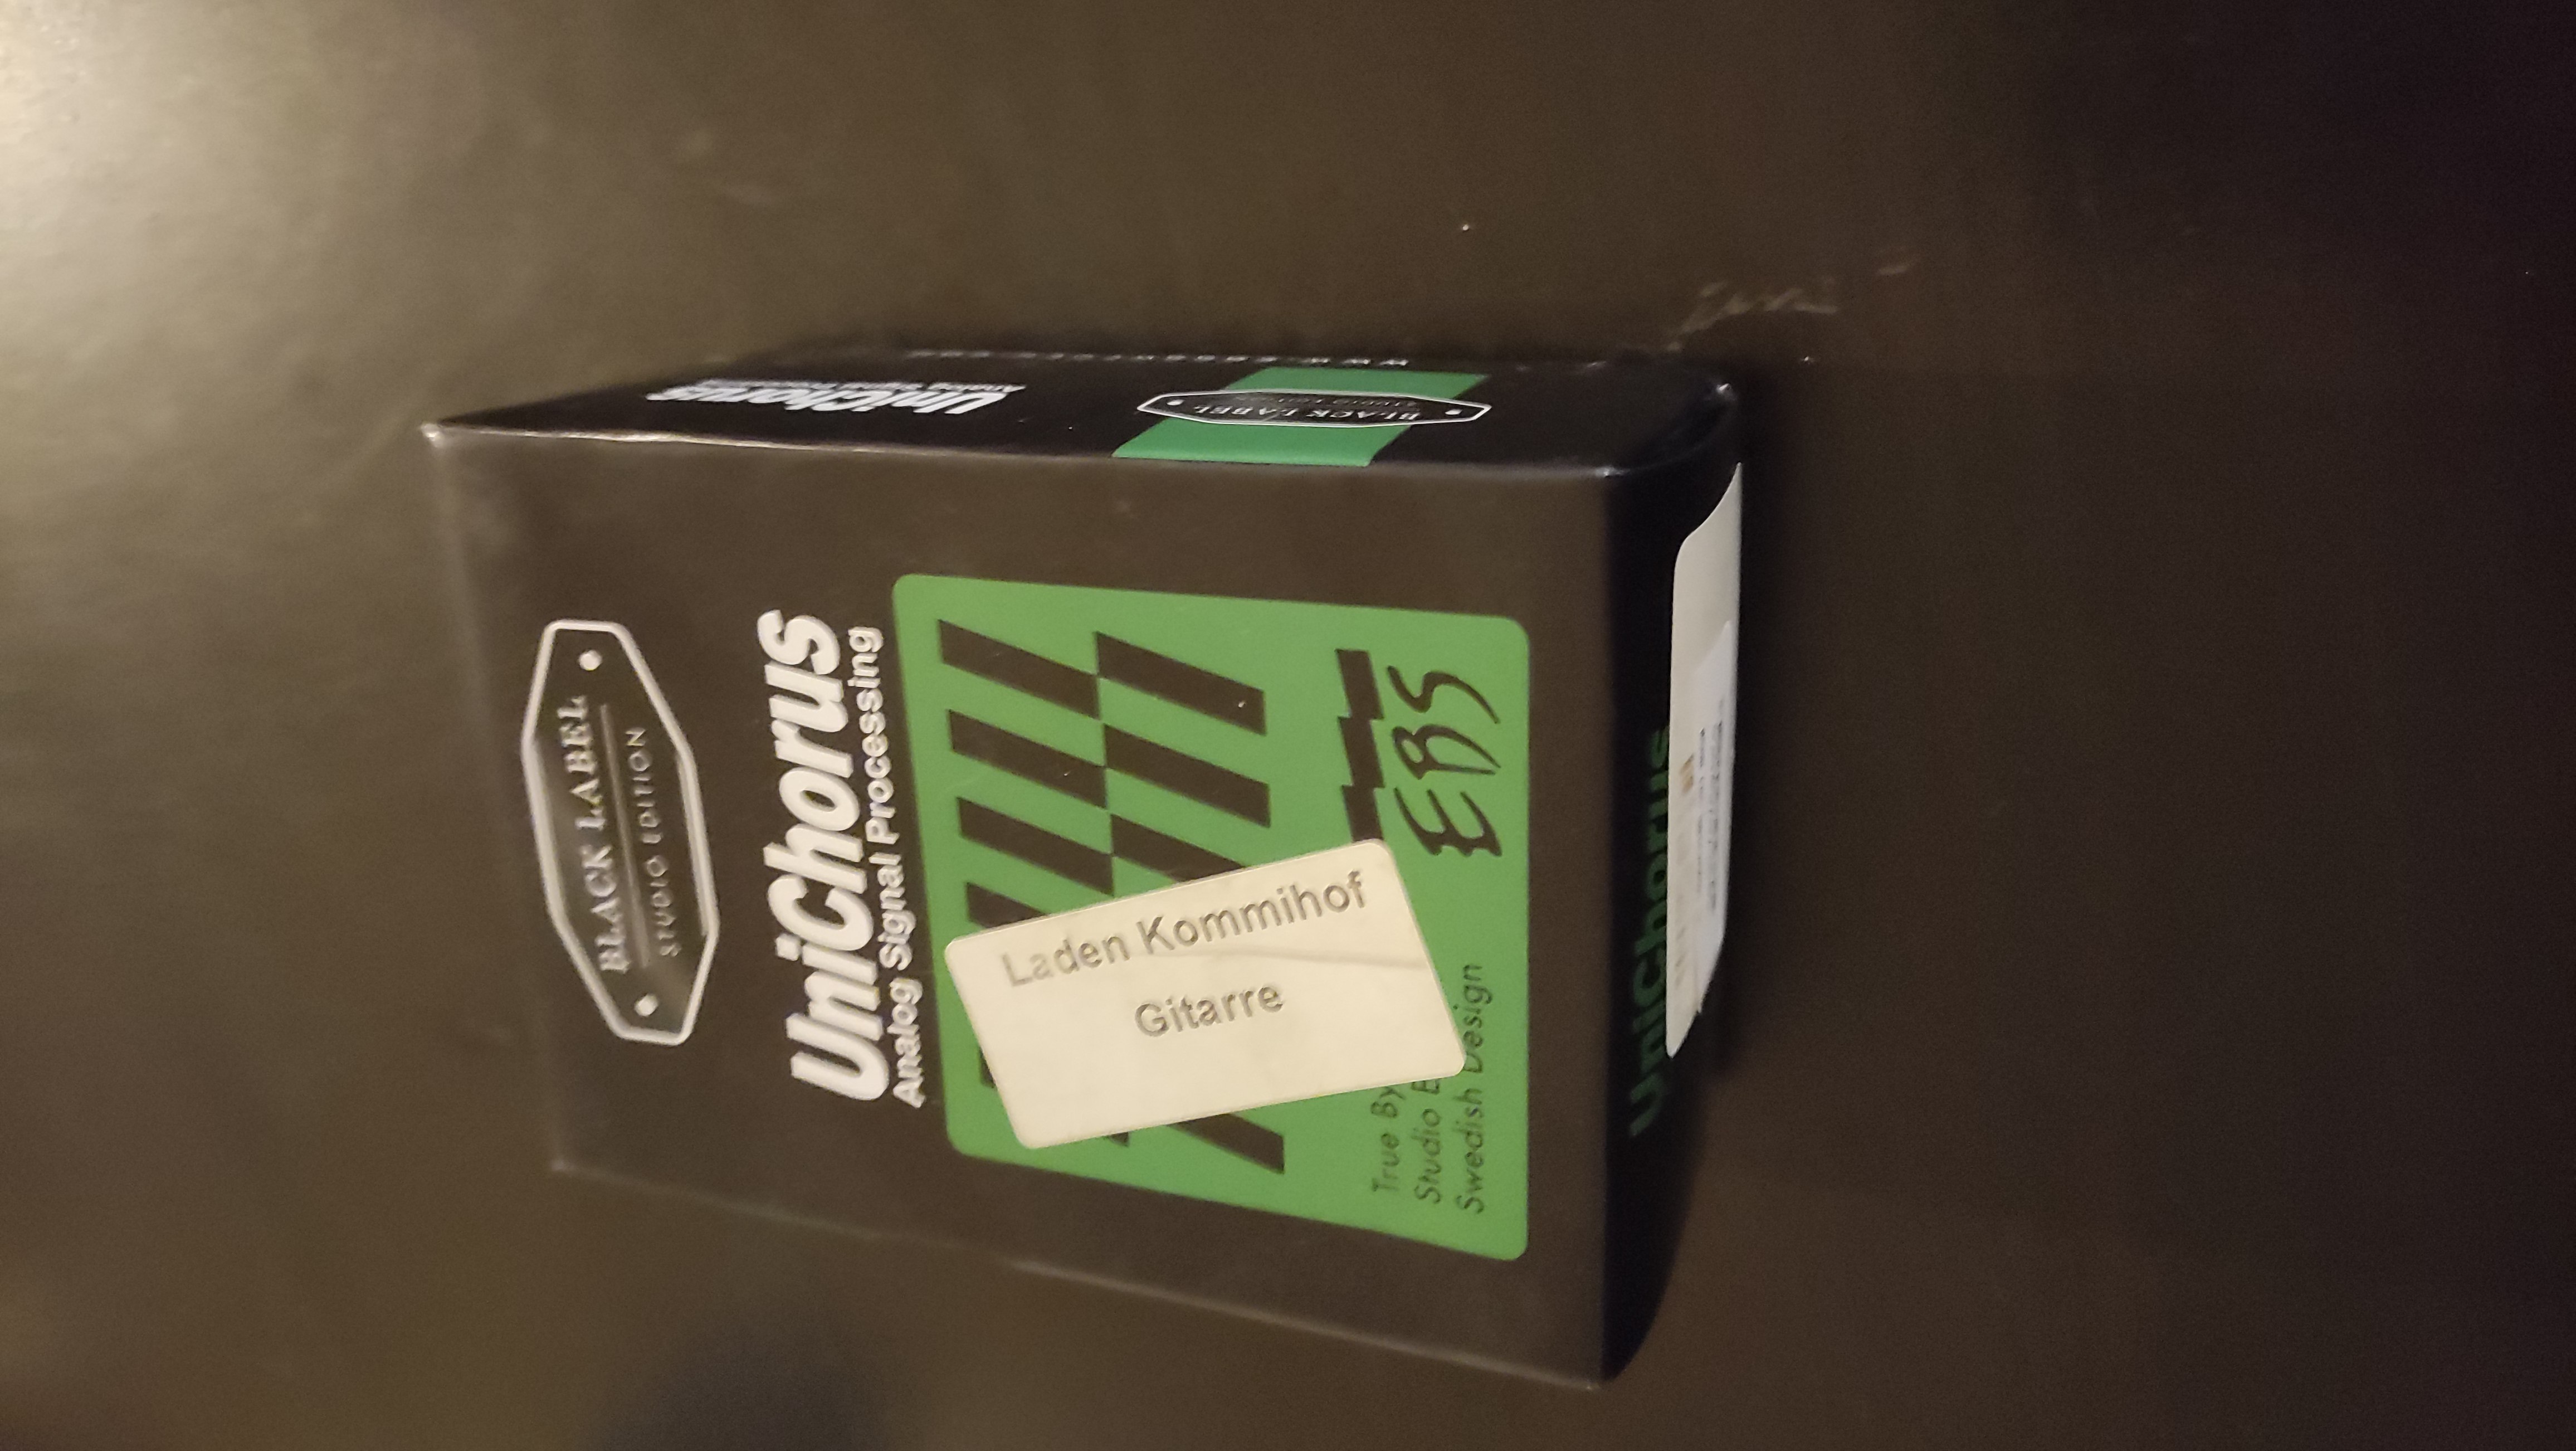 BLACK LABEL
STUDIO EDITION
UniChorus
Analog Signal Processing
EBS
Laden Kommihof
Gitarre
True By
Studio E
Swedish Design
UniChorus
UniChorus
BLACK LABEL